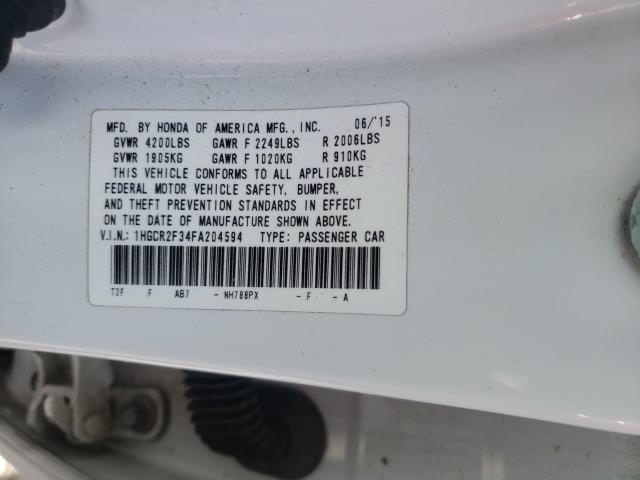 MFD. BY HONDA OF AMERICA MFG., INC. 06/'15
GVWR 4200LBS GAWR F 2249LBS R 2006LBS
GVWR 1905KG GAWR F 1020KG R 910KG
THIS VEHICLE CONFORMS TO ALL APPLICABLE
FEDERAL MOTOR VEHICLE SAFETY, BUMPER,
AND THEFT PREVENTION STANDARDS IN EFFECT
ON THE DATE OF MANUFACTURE SHOWN ABOVE.
V.I.N.: 1HGCR2F34FA204594 TYPE: PASSENGER CAR
T2F F AB7 - NH788PX - F - A